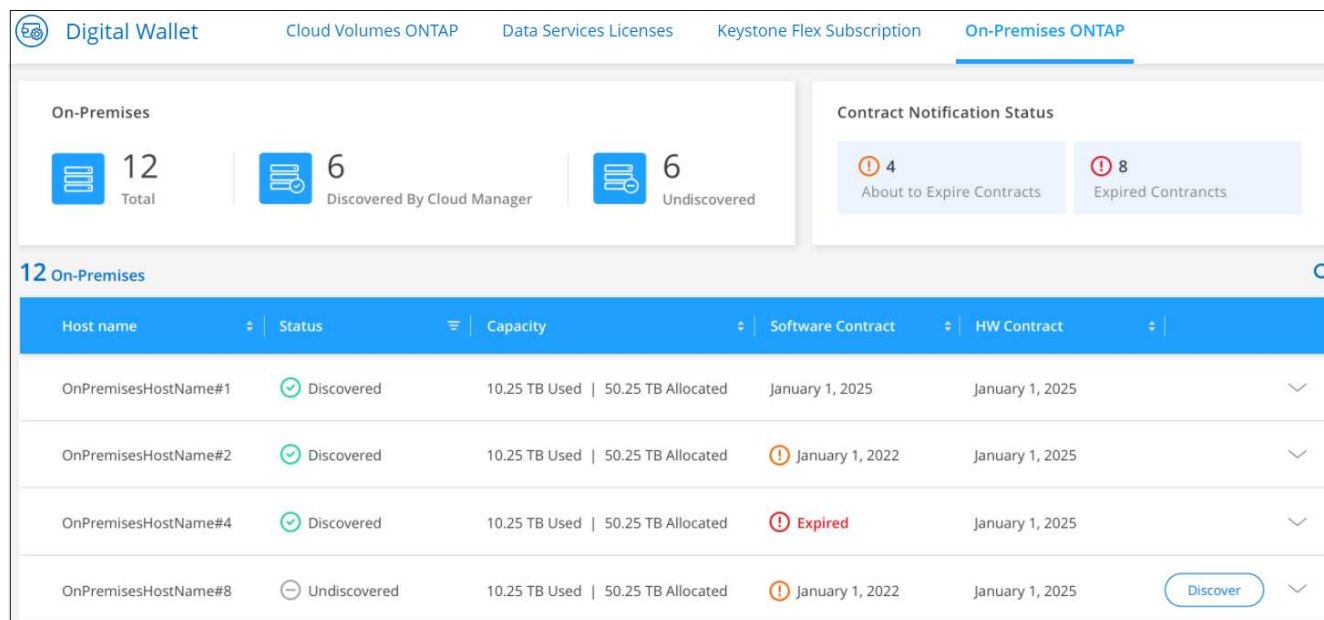 Digital Wallet Cloud Volumes ONTAP Data Services Licenses Keystone Flex Subscription On-Premises ONTAP
On-Premises
12
Total
6
Discovered By Cloud Manager
6
Undiscovered
Contract Notification Status
4
About to Expire Contracts
8
Expired Contrancts
12 On-Premises
Host name Status Capacity Software Contract HW Contract
OnPremisesHostName#1 Discovered 10.25 TB Used | 50.25 TB Allocated January 1, 2025 January 1, 2025
OnPremisesHostName#2 Discovered 10.25 TB Used | 50.25 TB Allocated January 1, 2022 January 1, 2025
OnPremisesHostName#4 Discovered 10.25 TB Used | 50.25 TB Allocated Expired January 1, 2025
OnPremisesHostName#8 Undiscovered 10.25 TB Used | 50.25 TB Allocated January 1, 2022 January 1, 2025 Discover